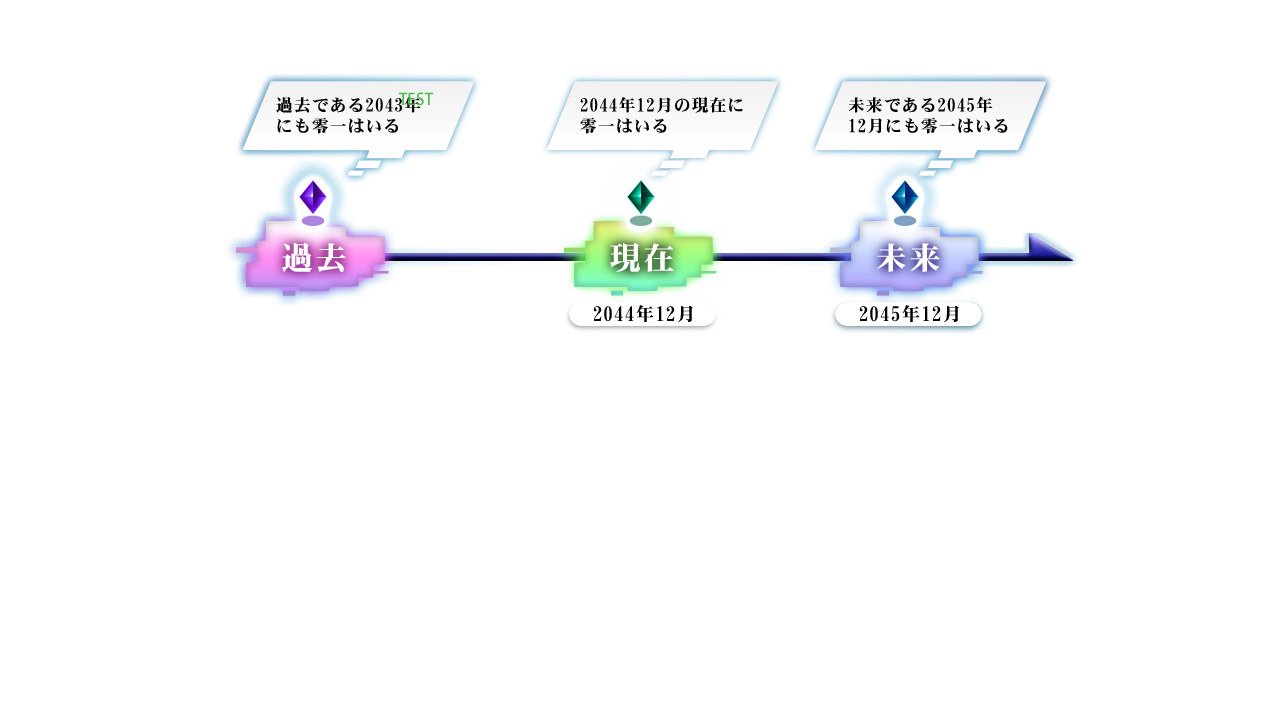 過去である2043年
にも零一はいる
TEST
2044年12月の現在に
零一はいる
未来である2045年
12月にも零一はいる
過去
現在
未来
2044年12月
2045年12月